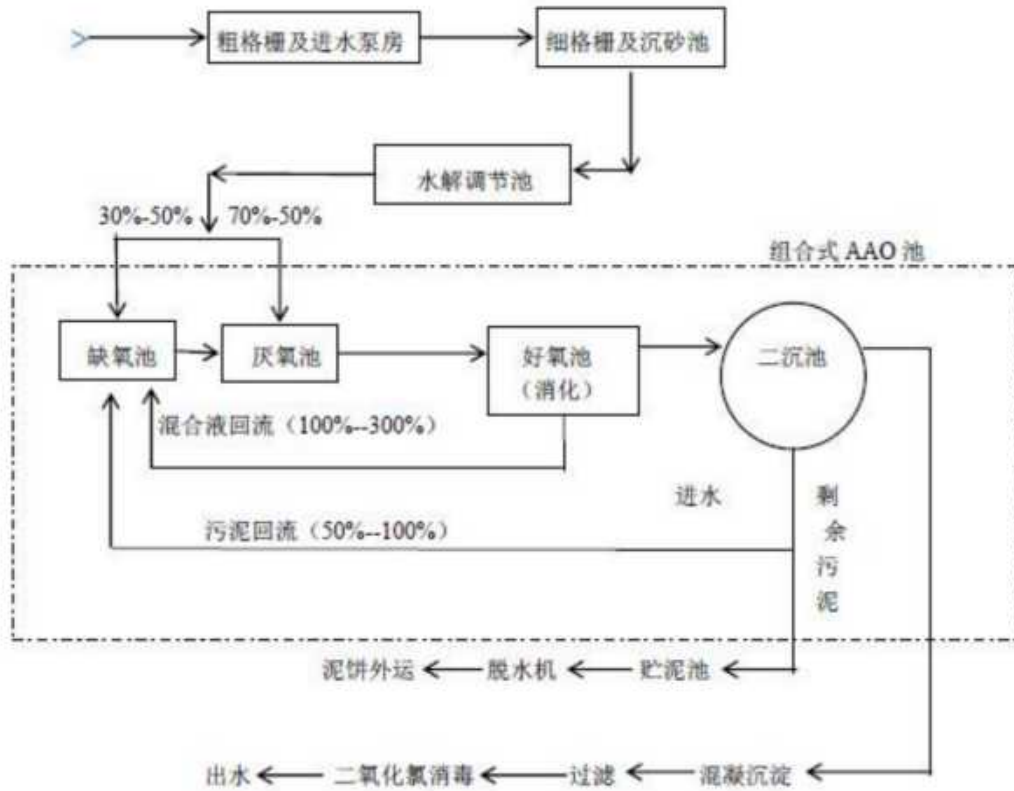 粗格栅及进水泵房
细格栅及沉砂池
水解调节池
30%-50%
70%-50%
组合式AAO池
缺氧池
厌氧池
好氧池
（消化）
二沉池
混合液回流（100%--300%）
进水
剩余污泥
污泥回流（50%--100%）
泥饼外运
脱水机
贮泥池
出水
二氧化氯消毒
过滤
混凝沉淀